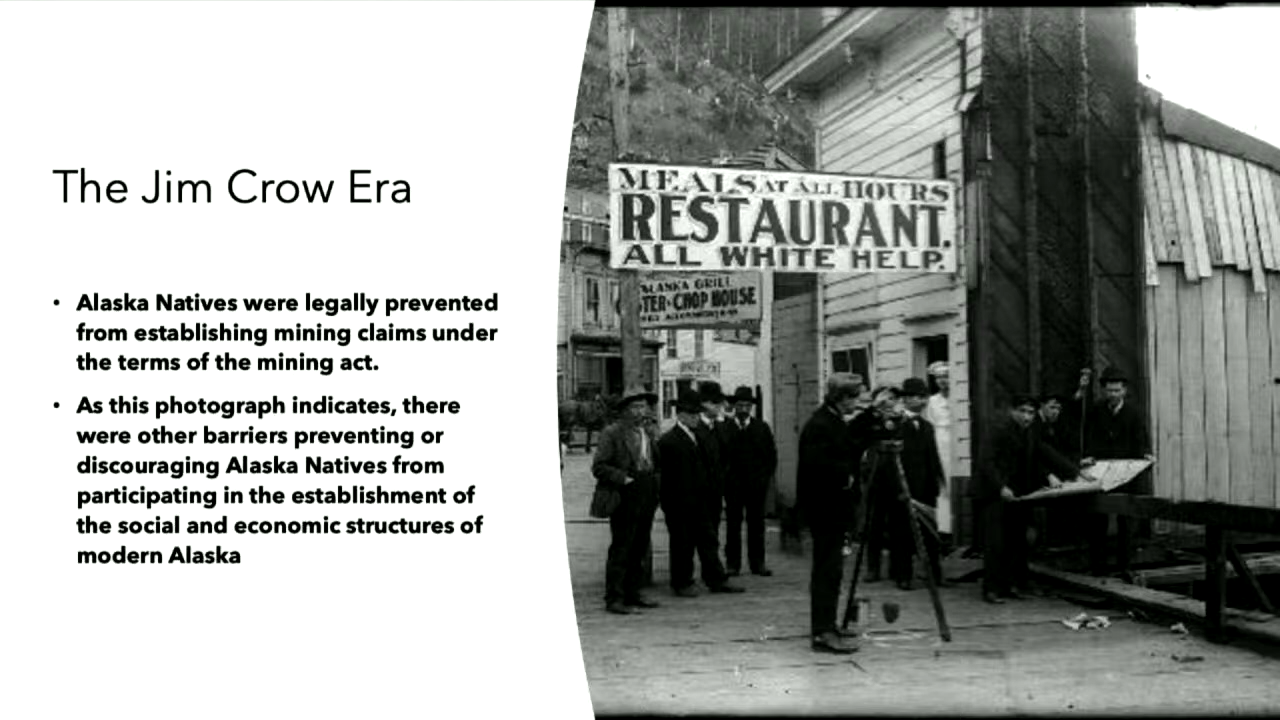 The Jim Crow Era
• Alaska Natives were legally prevented
from establishing mining claims under
the terms of the mining act.
• As this photograph indicates, there
were other barriers preventing or
discouraging Alaska Natives from
participating in the establishment of
the social and economic structures of
modern Alaska
MEALS AT ALL HOURS
RESTAURANT.
ALL WHITE HELP.
ALASKA GRILL
CHOP HOUSE